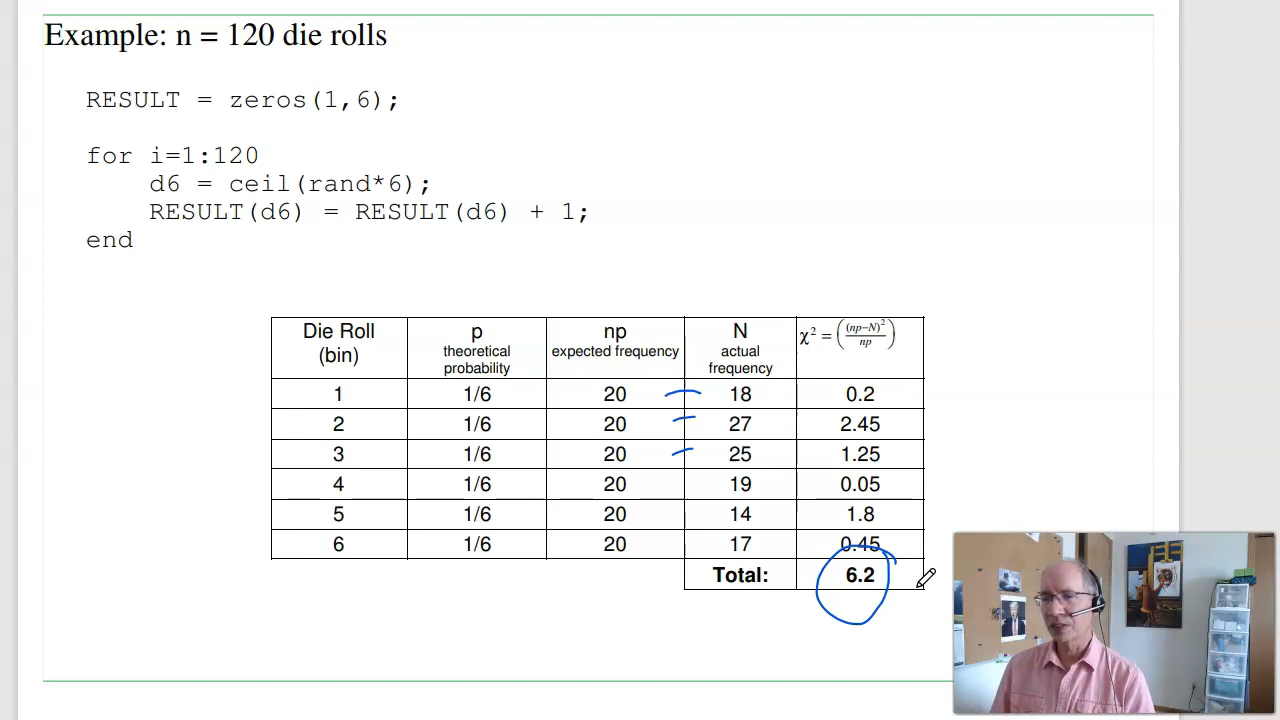 Example: n = 120 die rolls
RESULT = zeros(1,6);
for i=1:120
d6 = ceil(rand*6);
RESULT(d6) = RESULT(d6) + 1;
end
Die Roll (bin) p theoretical probability np expected frequency N actual frequency χ² = ((np−N)²/np)
1 1/6 20 18 0.2
2 1/6 20 27 2.45
3 1/6 20 25 1.25
4 1/6 20 19 0.05
5 1/6 20 14 1.8
6 1/6 20 17 0.45
Total: 6.2